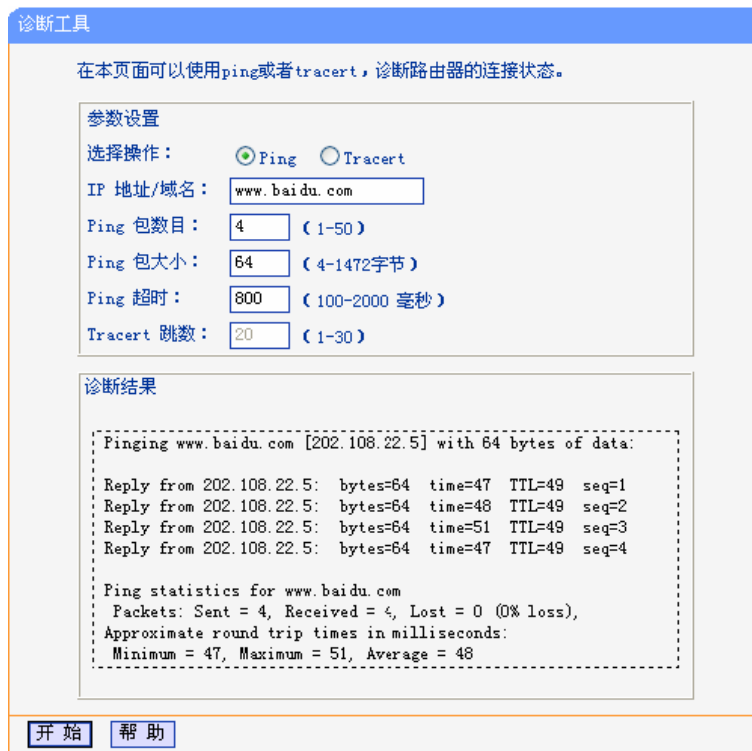 诊断工具
在本页面可以使用ping或者tracert，诊断路由器的连接状态。
参数设置
选择操作： Ping Tracert
IP 地址/域名： www.baidu.com
Ping 包数目： 4 （1-50）
Ping 包大小： 64 （4-1472字节）
Ping 超时： 800 （100-2000 毫秒）
Tracert 跳数： 20 （1-30）
诊断结果
Pinging www.baidu.com [202.108.22.5] with 64 bytes of data:
Reply from 202.108.22.5: bytes=64 time=47 TTL=49 seq=1
Reply from 202.108.22.5: bytes=64 time=48 TTL=49 seq=2
Reply from 202.108.22.5: bytes=64 time=51 TTL=49 seq=3
Reply from 202.108.22.5: bytes=64 time=47 TTL=49 seq=4
Ping statistics for www.baidu.com
Packets: Sent = 4, Received = 4, Lost = 0 (0% loss),
Approximate round trip times in milliseconds:
Minimum = 47, Maximum = 51, Average = 48
开 始 帮 助